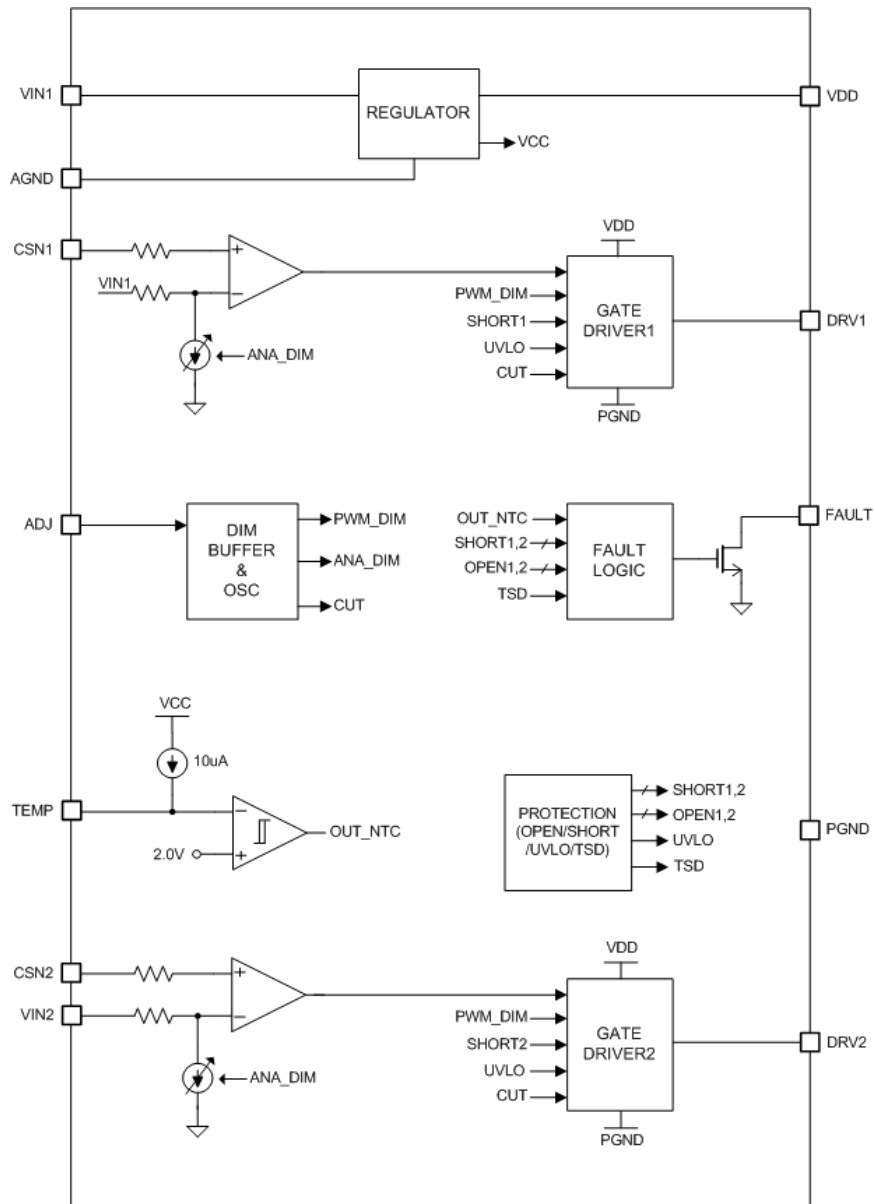 VIN1
REGULATOR
VDD
VCC
AGND
CSN1
VIN1
ANA_DIM
VDD
PWM_DIM
SHORT1
UVLO
CUT
GATE
DRIVER1
PGND
DRV1
ADJ
DIM
BUFFER
&
OSC
PWM_DIM
ANA_DIM
CUT
OUT_NTC
SHORT1,2
OPEN1,2
TSD
FAULT
LOGIC
FAULT
VCC
10uA
TEMP
2.0V
OUT_NTC
PROTECTION
(OPEN/SHORT
/UVLO/TSD)
SHORT1,2
OPEN1,2
UVLO
TSD
PGND
CSN2
VIN2
ANA_DIM
VDD
PWM_DIM
SHORT2
UVLO
CUT
GATE
DRIVER2
PGND
DRV2